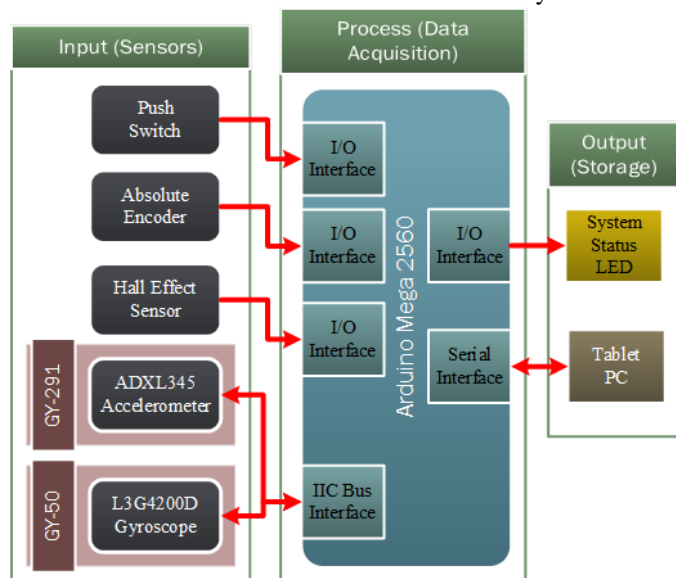 Input (Sensors)
Push
Switch
Absolute
Encoder
Hall Effect
Sensor
GY-291
ADXL345
Accelerometer
GY-50
L3G4200D
Gyroscope
Process (Data
Acquisition)
I/O
Interface
I/O
Interface
I/O
Interface
IIC Bus
Interface
Arduino Mega 2560
I/O
Interface
Serial
Interface
Output
(Storage)
System
Status
LED
Tablet
PC